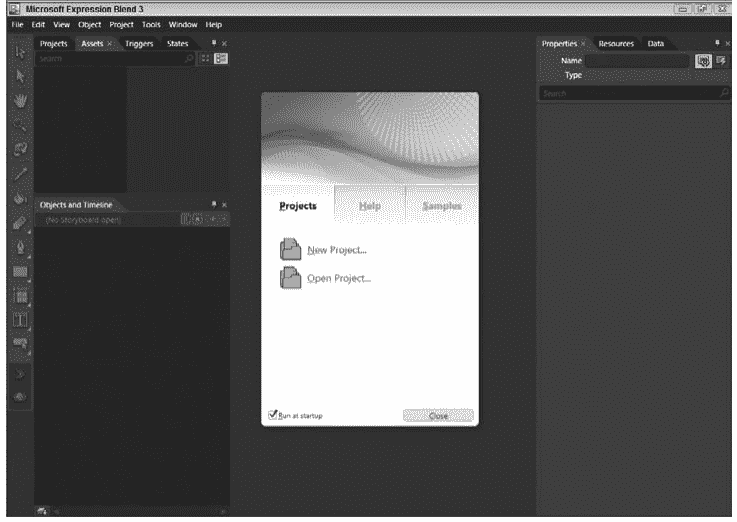 Microsoft Expression Blend 3
File Edit View Object Project Tools Window Help
Projects Assets × Triggers States
Search
Objects and Timeline
(No Storyboard open)
Projects Help Samples
New Project...
Open Project...
Run at startup
Close
Properties × Resources Data
Name
Type
Search